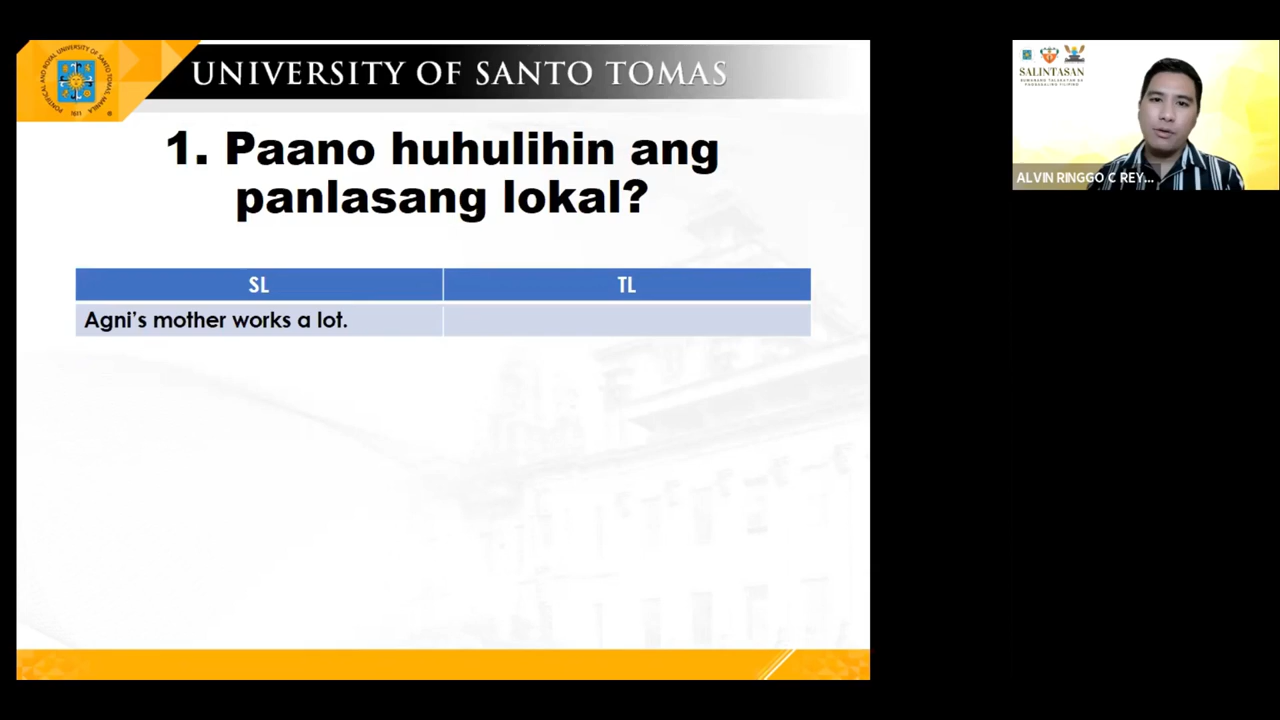 UNIVERSITY OF SANTO TOMAS
1. Paano huhulihin ang
panlasang lokal?
SL
TL
Agni's mother works a lot.
SALINTASAN
ALVIN RINGGO C REY...